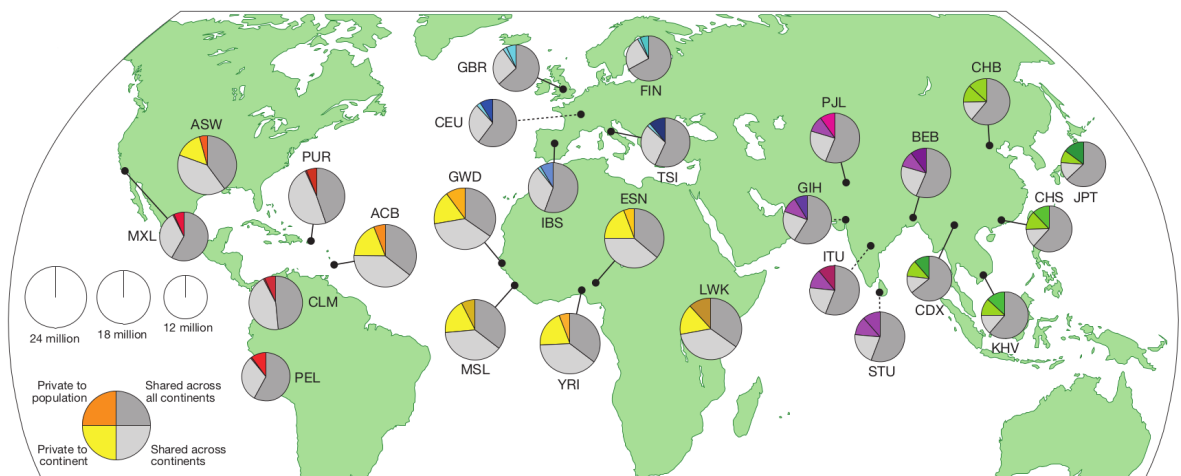 GBR
FIN
CHB
CEU
PJL
ASW
BEB
PUR
TSI
JPT
GWD
ESN
GIH
CHS
ACB
IBS
MXL
ITU
LWK
CLM
CDX
24 million
18 million
12 million
KHV
MSL
STU
YRI
PEL
Private to
population
Shared across
all continents
Private to
continent
Shared across
continents